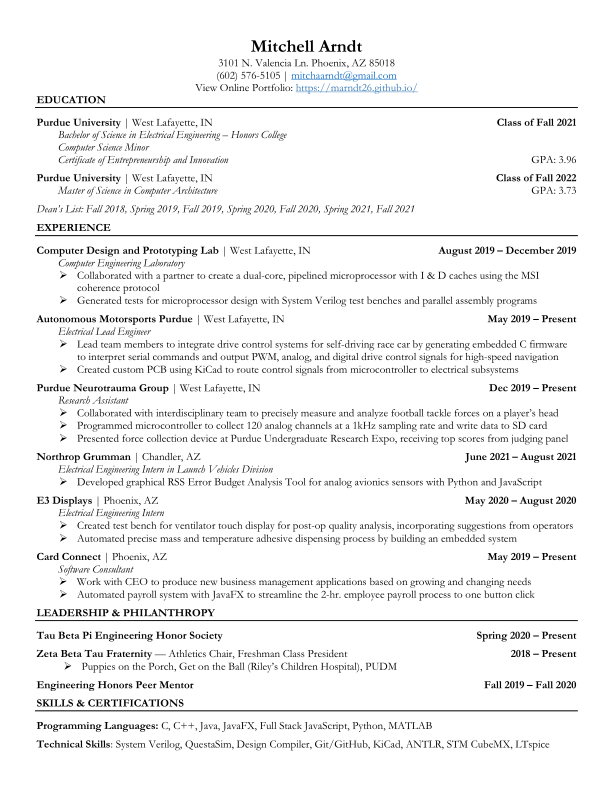 Mitchell Arndt
3101 N. Valencia Ln. Phoenix, AZ 85018
(602) 576-5105 | mitchaarndt@gmail.com
View Online Portfolio: https://marndt26.github.io/
EDUCATION
Purdue University | West Lafayette, IN Class of Fall 2021
Bachelor of Science in Electrical Engineering – Honors College
Computer Science Minor
Certificate of Entrepreneurship and Innovation GPA: 3.96
Purdue University | West Lafayette, IN Class of Fall 2022
Master of Science in Computer Architecture GPA: 3.73
Dean's List: Fall 2018, Spring 2019, Fall 2019, Spring 2020, Fall 2020, Spring 2021, Fall 2021
EXPERIENCE
Computer Design and Prototyping Lab | West Lafayette, IN August 2019 – December 2019
Computer Engineering Laboratory
➢ Collaborated with a partner to create a dual-core, pipelined microprocessor with I & D caches using the MSI
coherence protocol
➢ Generated tests for microprocessor design with System Verilog test benches and parallel assembly programs
Autonomous Motorsports Purdue | West Lafayette, IN May 2019 – Present
Electrical Lead Engineer
➢ Lead team members to integrate drive control systems for self-driving race car by generating embedded C firmware
to interpret serial commands and output PWM, analog, and digital drive control signals for high-speed navigation
➢ Created custom PCB using KiCad to route control signals from microcontroller to electrical subsystems
Purdue Neurotrauma Group | West Lafayette, IN Dec 2019 – Present
Research Assistant
➢ Collaborated with interdisciplinary team to precisely measure and analyze football tackle forces on a player's head
➢ Programmed microcontroller to collect 120 analog channels at a 1kHz sampling rate and write data to SD card
➢ Presented force collection device at Purdue Undergraduate Research Expo, receiving top scores from judging panel
Northrop Grumman | Chandler, AZ June 2021 – August 2021
Electrical Engineering Intern in Launch Vehicles Division
➢ Developed graphical RSS Error Budget Analysis Tool for analog avionics sensors with Python and JavaScript
E3 Displays | Phoenix, AZ May 2020 – August 2020
Electrical Engineering Intern
➢ Created test bench for ventilator touch display for post-op quality analysis, incorporating suggestions from operators
➢ Automated precise mass and temperature adhesive dispensing process by building an embedded system
Card Connect | Phoenix, AZ May 2019 – Present
Software Consultant
➢ Work with CEO to produce new business management applications based on growing and changing needs
➢ Automated payroll system with JavaFX to streamline the 2-hr. employee payroll process to one button click
LEADERSHIP & PHILANTHROPY
Tau Beta Pi Engineering Honor Society Spring 2020 – Present
Zeta Beta Tau Fraternity — Athletics Chair, Freshman Class President 2018 – Present
➢ Puppies on the Porch, Get on the Ball (Riley's Children Hospital), PUDM
Engineering Honors Peer Mentor Fall 2019 – Fall 2020
SKILLS & CERTIFICATIONS
Programming Languages: C, C++, Java, JavaFX, Full Stack JavaScript, Python, MATLAB
Technical Skills: System Verilog, QuestaSim, Design Compiler, Git/GitHub, KiCad, ANTLR, STM CubeMX, LTspice